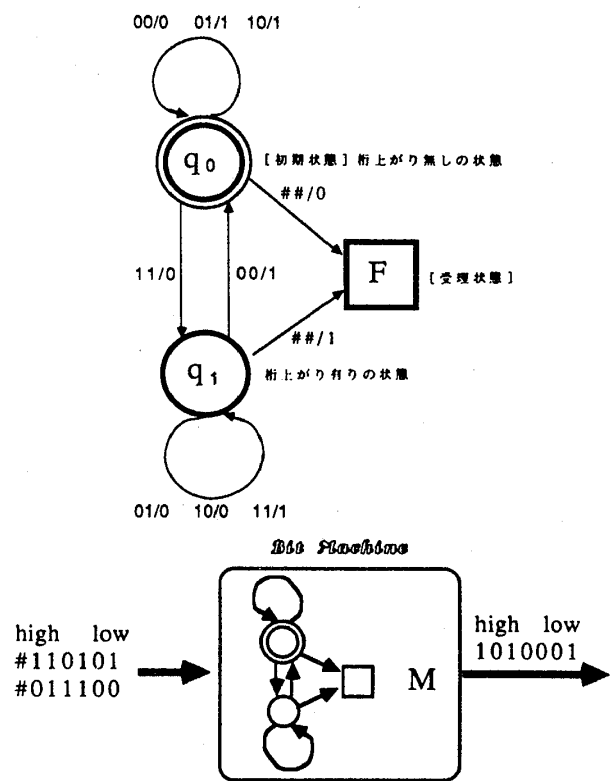 00/0 01/1 10/1
q0
[初期状態] 桁上がり無しの状態
##/0
11/0
00/1
F
[受理状態]
##/1
q1
桁上がり有りの状態
01/0 10/0 11/1
Bit Machine
high low
#110101
#011100
M
high low
1010001